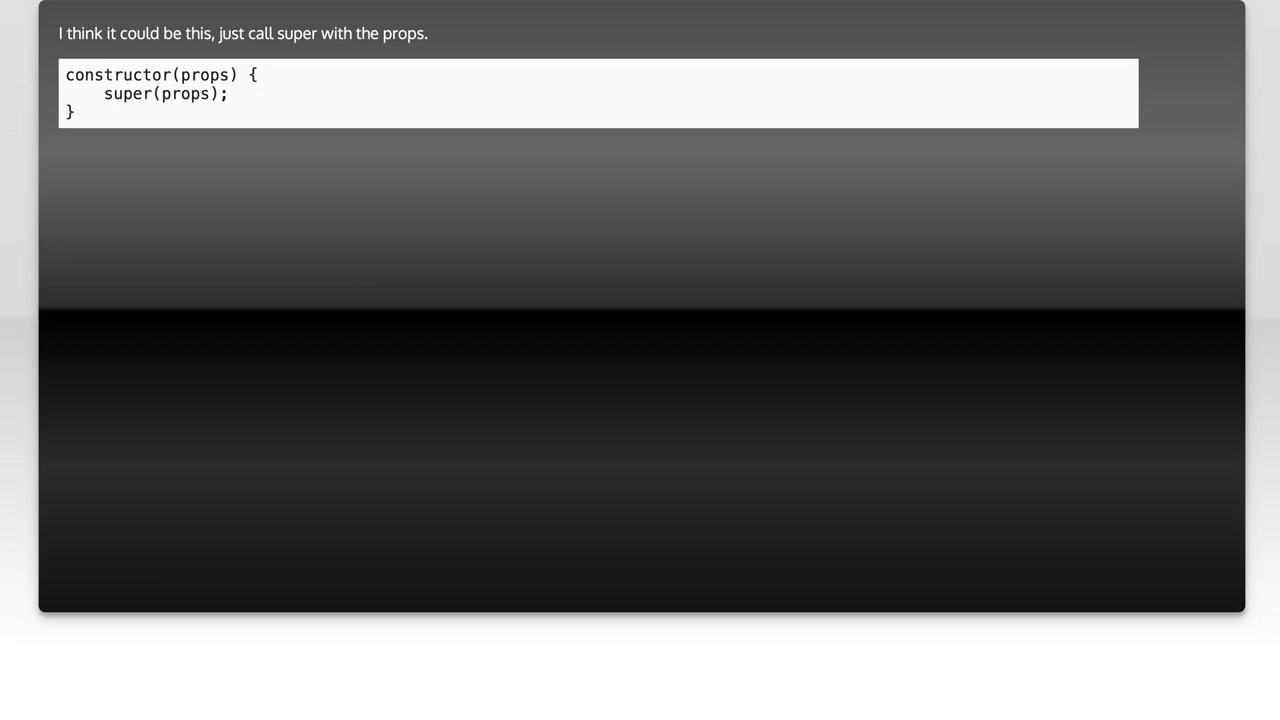 I think it could be this, just call super with the props.
constructor(props) {
    super(props);
}